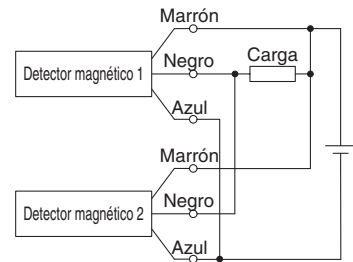 Marrón
Detector magnético 1
Negro
Carga
Azul
Marrón
Detector magnético 2
Negro
Azul